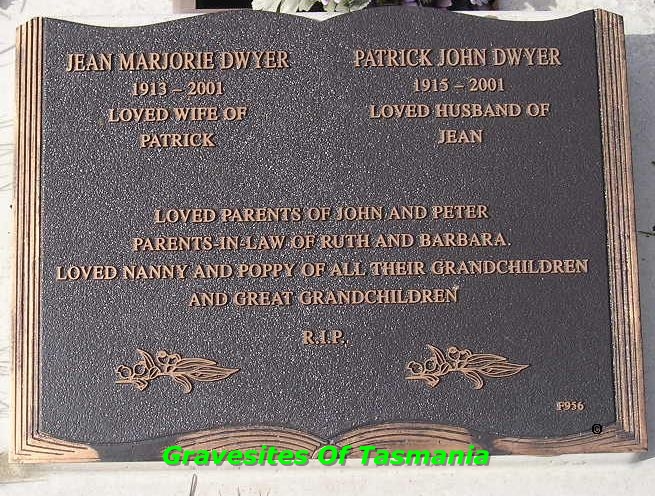 JEAN MARJORIE DWYER
1913 – 2001
LOVED WIFE OF
PATRICK
PATRICK JOHN DWYER
1915 – 2001
LOVED HUSBAND OF
JEAN
LOVED PARENTS OF JOHN AND PETER
PARENTS-IN-LAW OF RUTH AND BARBARA.
LOVED NANNY AND POPPY OF ALL THEIR GRANDCHILDREN
AND GREAT GRANDCHILDREN
R.I.P.
F956
Gravesites Of Tasmania